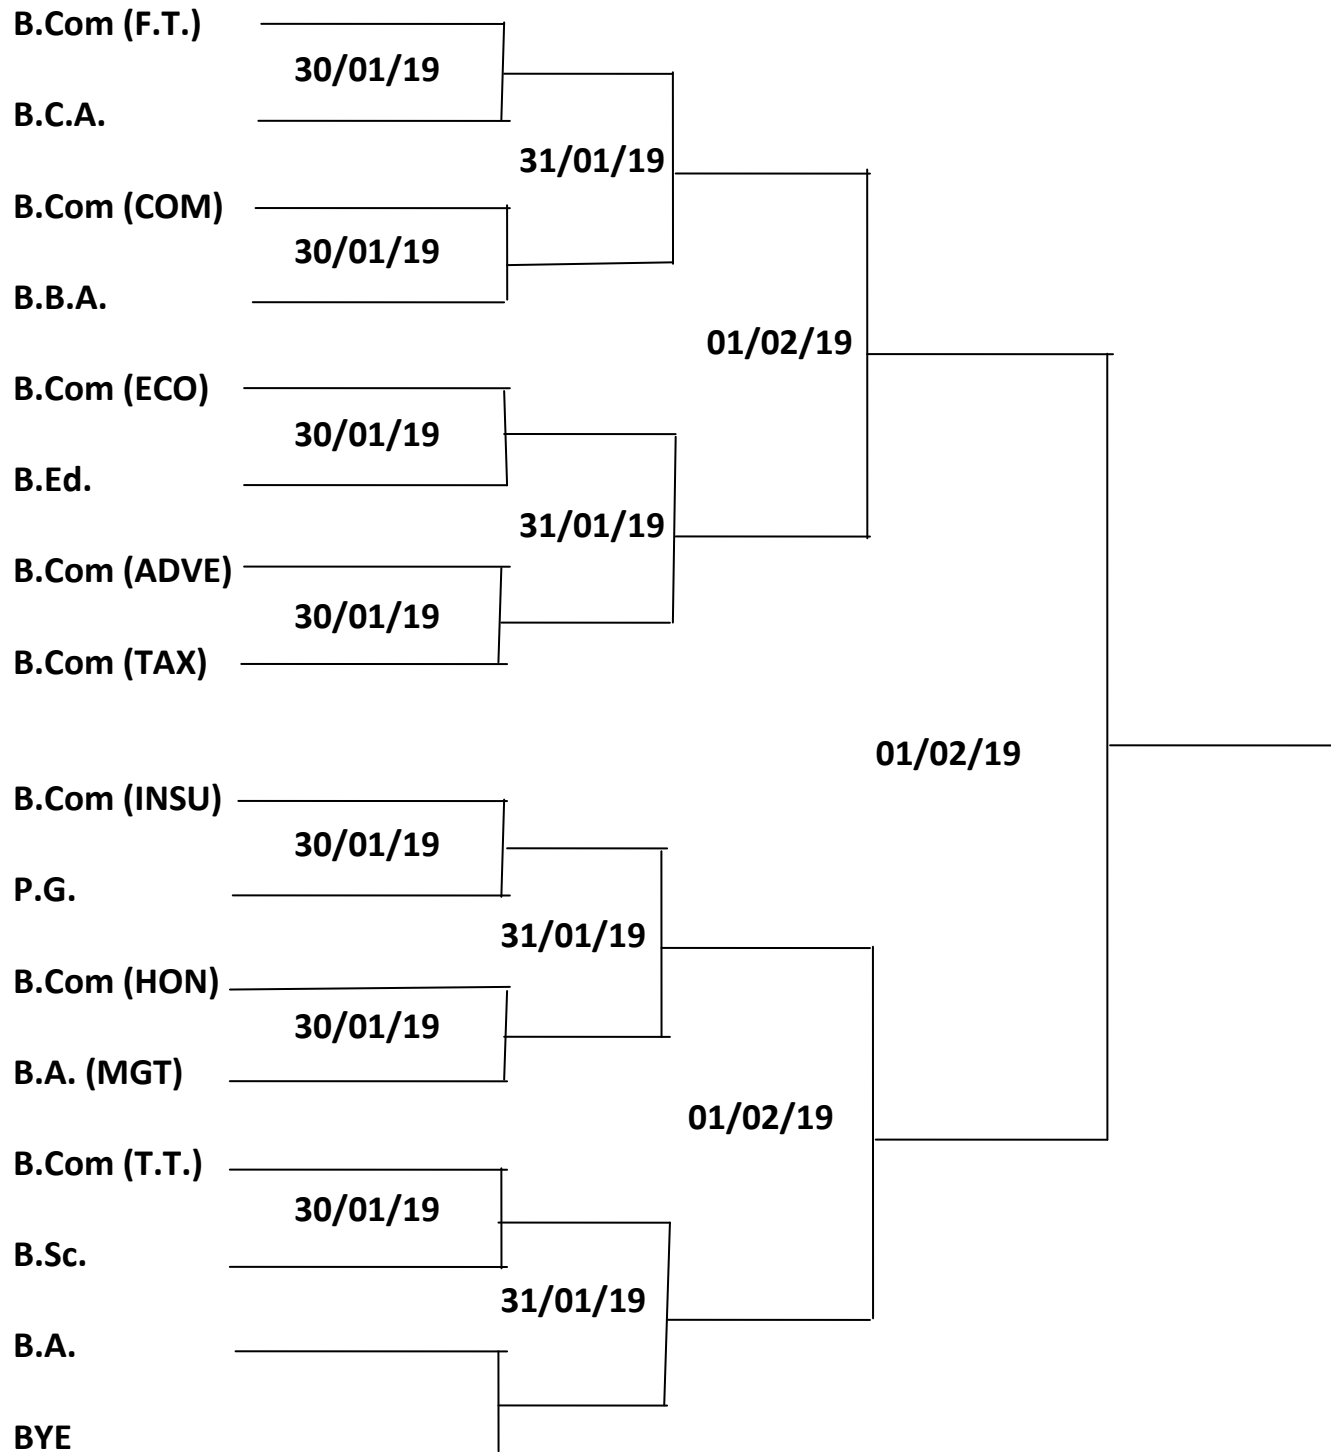 B.Com (F.T.)
30/01/19
B.C.A.
31/01/19
B.Com (COM)
30/01/19
B.B.A.
01/02/19
B.Com (ECO)
30/01/19
B.Ed.
31/01/19
B.Com (ADVE)
30/01/19
B.Com (TAX)
01/02/19
B.Com (INSU)
30/01/19
P.G.
31/01/19
B.Com (HON)
30/01/19
B.A. (MGT)
01/02/19
B.Com (T.T.)
30/01/19
B.Sc.
31/01/19
B.A.
BYE